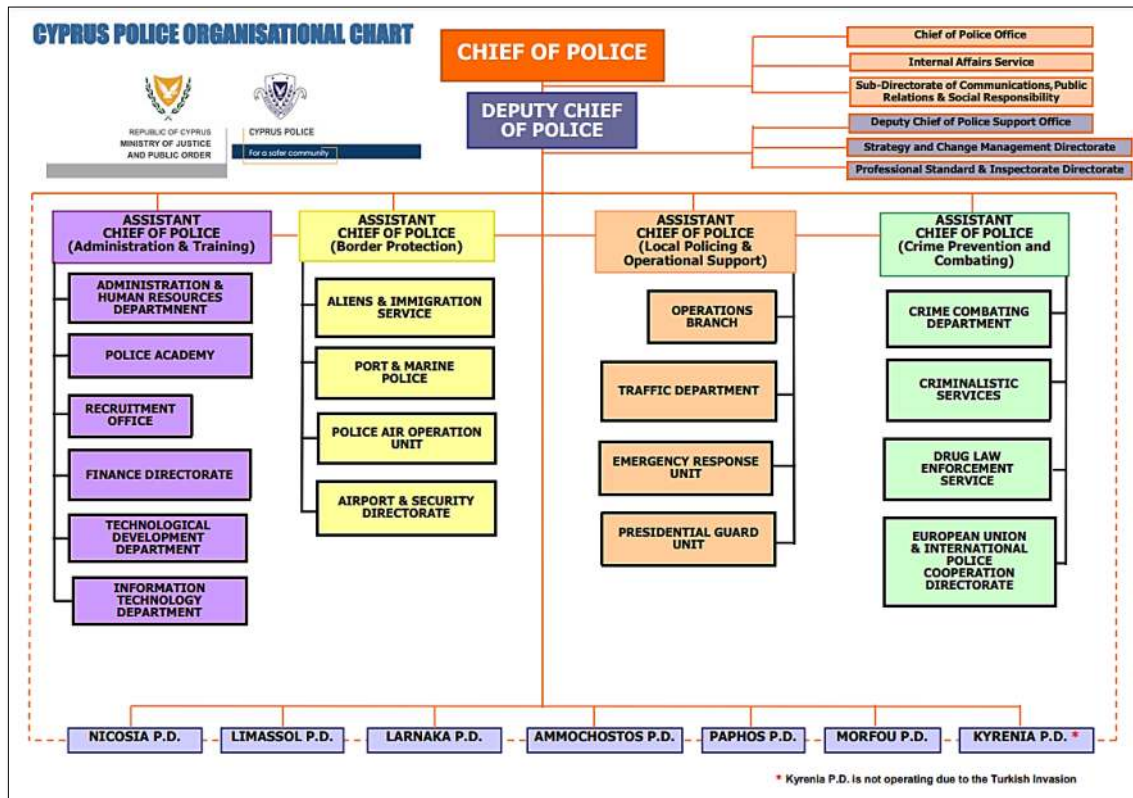 CYPRUS POLICE ORGANISATIONAL CHART
REPUBLIC OF CYPRUS
MINISTRY OF JUSTICE
AND PUBLIC ORDER
CYPRUS POLICE
For a safer community
CHIEF OF POLICE
DEPUTY CHIEF
OF POLICE
Chief of Police Office
Internal Affairs Service
Sub-Directorate of Communications,Public
Relations & Social Responsibility
Deputy Chief of Police Support Office
Strategy and Change Management Directorate
Professional Standard & Inspectorate Directorate
ASSISTANT
CHIEF OF POLICE
(Administration & Training)
ADMINISTRATION &
HUMAN RESOURCES
DEPARTMNENT
POLICE ACADEMY
RECRUITMENT
OFFICE
FINANCE DIRECTORATE
TECHNOLOGICAL
DEVELOPMENT
DEPARTMENT
INFORMATION
TECHNOLOGY
DEPARTMENT
ASSISTANT
CHIEF OF POLICE
(Border Protection)
ALIENS & IMMIGRATION
SERVICE
PORT & MARINE
POLICE
POLICE AIR OPERATION
UNIT
AIRPORT & SECURITY
DIRECTORATE
ASSISTANT
CHIEF OF POLICE
(Local Policing &
Operational Support)
OPERATIONS
BRANCH
TRAFFIC DEPARTMENT
EMERGENCY RESPONSE
UNIT
PRESIDENTIAL GUARD
UNIT
ASSISTANT
CHIEF OF POLICE
(Crime Prevention and
Combating)
CRIME COMBATING
DEPARTMENT
CRIMINALISTIC
SERVICES
DRUG LAW
ENFORCEMENT
SERVICE
EUROPEAN UNION
& INTERNATIONAL
POLICE
COOPERATION
DIRECTORATE
NICOSIA P.D.
LIMASSOL P.D.
LARNAKA P.D.
AMMOCHOSTOS P.D.
PAPHOS P.D.
MORFOU P.D.
KYRENIA P.D. *
* Kyrenia P.D. is not operating due to the Turkish Invasion